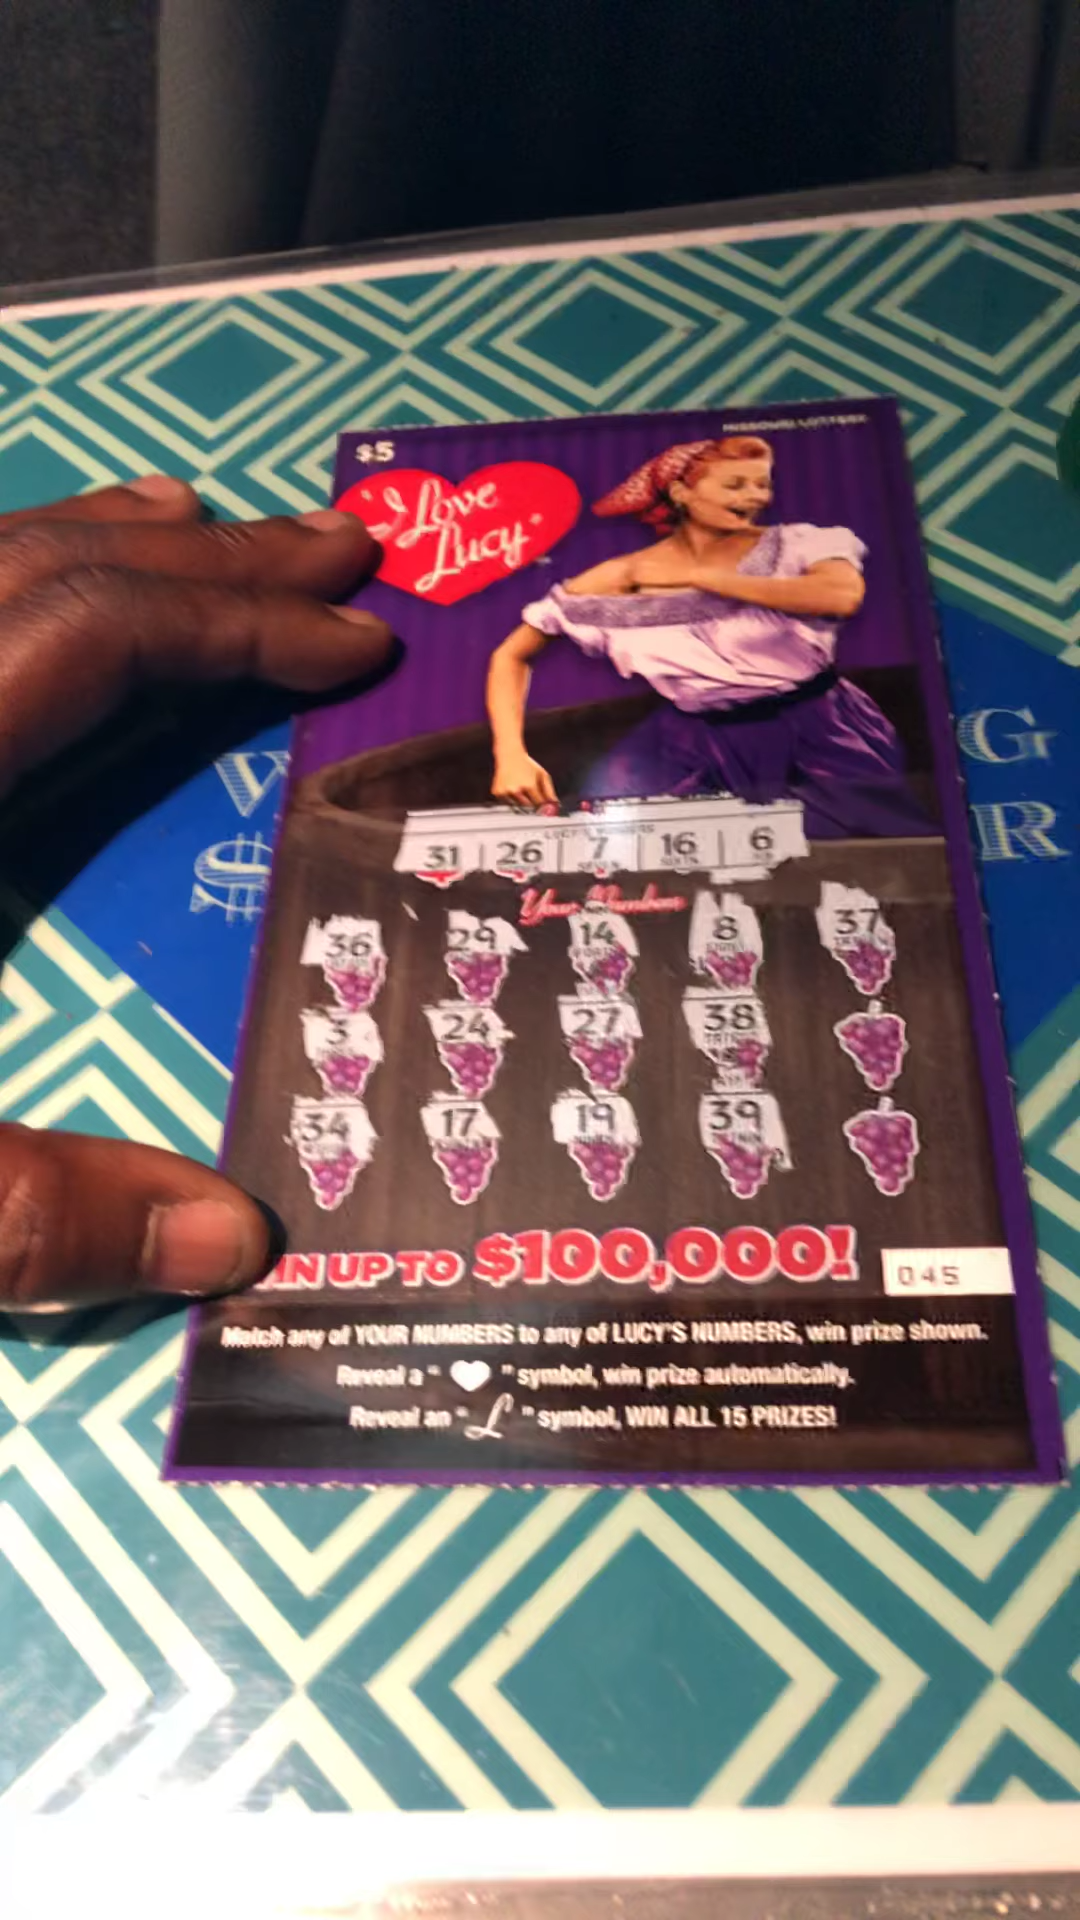 MISSOURI LOTTERY
$5
"I Love
Lucy"
W G
$ R
LUCY'S NUMBERS
31 26 7 16 6
SEVEN
Your Numbers
36 29 14 8 37
3 24 27 38
34 17 19 39
IN UP TO $100,000!
045
Match any of YOUR NUMBERS to any of LUCY'S NUMBERS, win prize shown.
Reveal a "♥" symbol, win prize automatically.
Reveal an "L" symbol, WIN ALL 15 PRIZES!